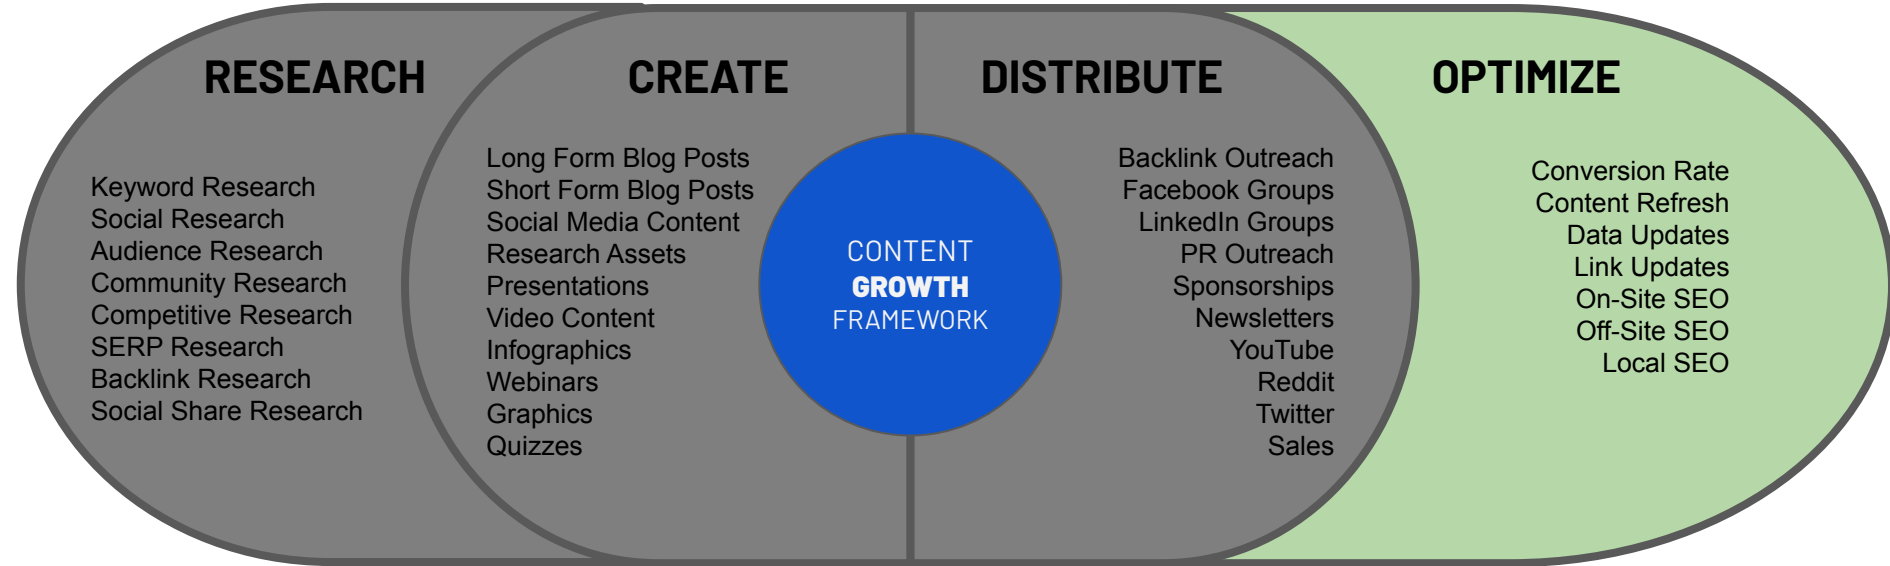 RESEARCH
Keyword Research
Social Research
Audience Research
Community Research
Competitive Research
SERP Research
Backlink Research
Social Share Research
CREATE
Long Form Blog Posts
Short Form Blog Posts
Social Media Content
Research Assets
Presentations
Video Content
Infographics
Webinars
Graphics
Quizzes
CONTENT
GROWTH
FRAMEWORK
DISTRIBUTE
Backlink Outreach
Facebook Groups
LinkedIn Groups
PR Outreach
Sponsorships
Newsletters
YouTube
Reddit
Twitter
Sales
OPTIMIZE
Conversion Rate
Content Refresh
Data Updates
Link Updates
On-Site SEO
Off-Site SEO
Local SEO